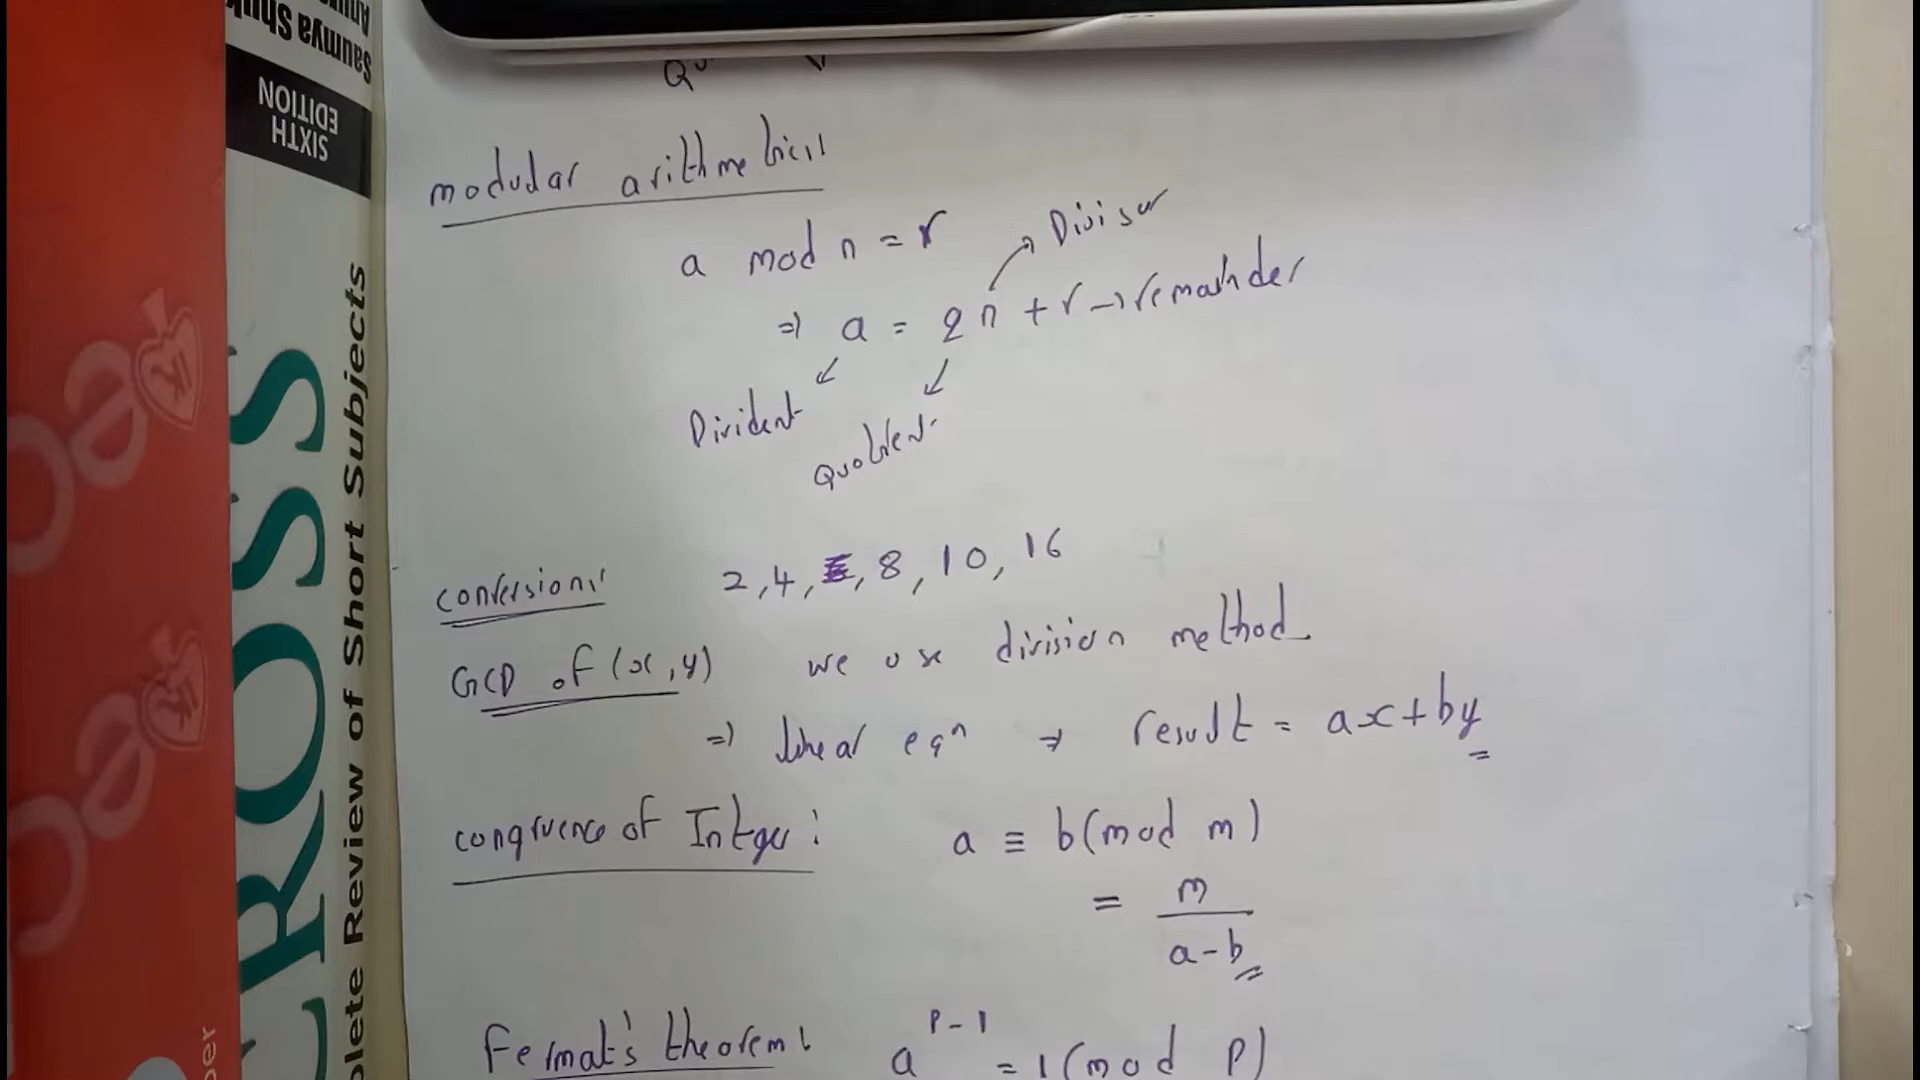 Saumya Shuk
SIXTH
EDITION
CROSS
plete Review of Short Subjects
per
modular arithmetic:
a mod n = r
Divisor
⇒ a = qn + r → remainder
Divident
Quotient
conversion:
2, 4, 8, 10, 16
GCD of (x, y) we use division method
⇒ linear eqn ⇒ result = ax + by
congruence of Integer : a ≡ b (mod m)
= m
a - b
Fermat's theorem: a^p-1 = 1 (mod p)